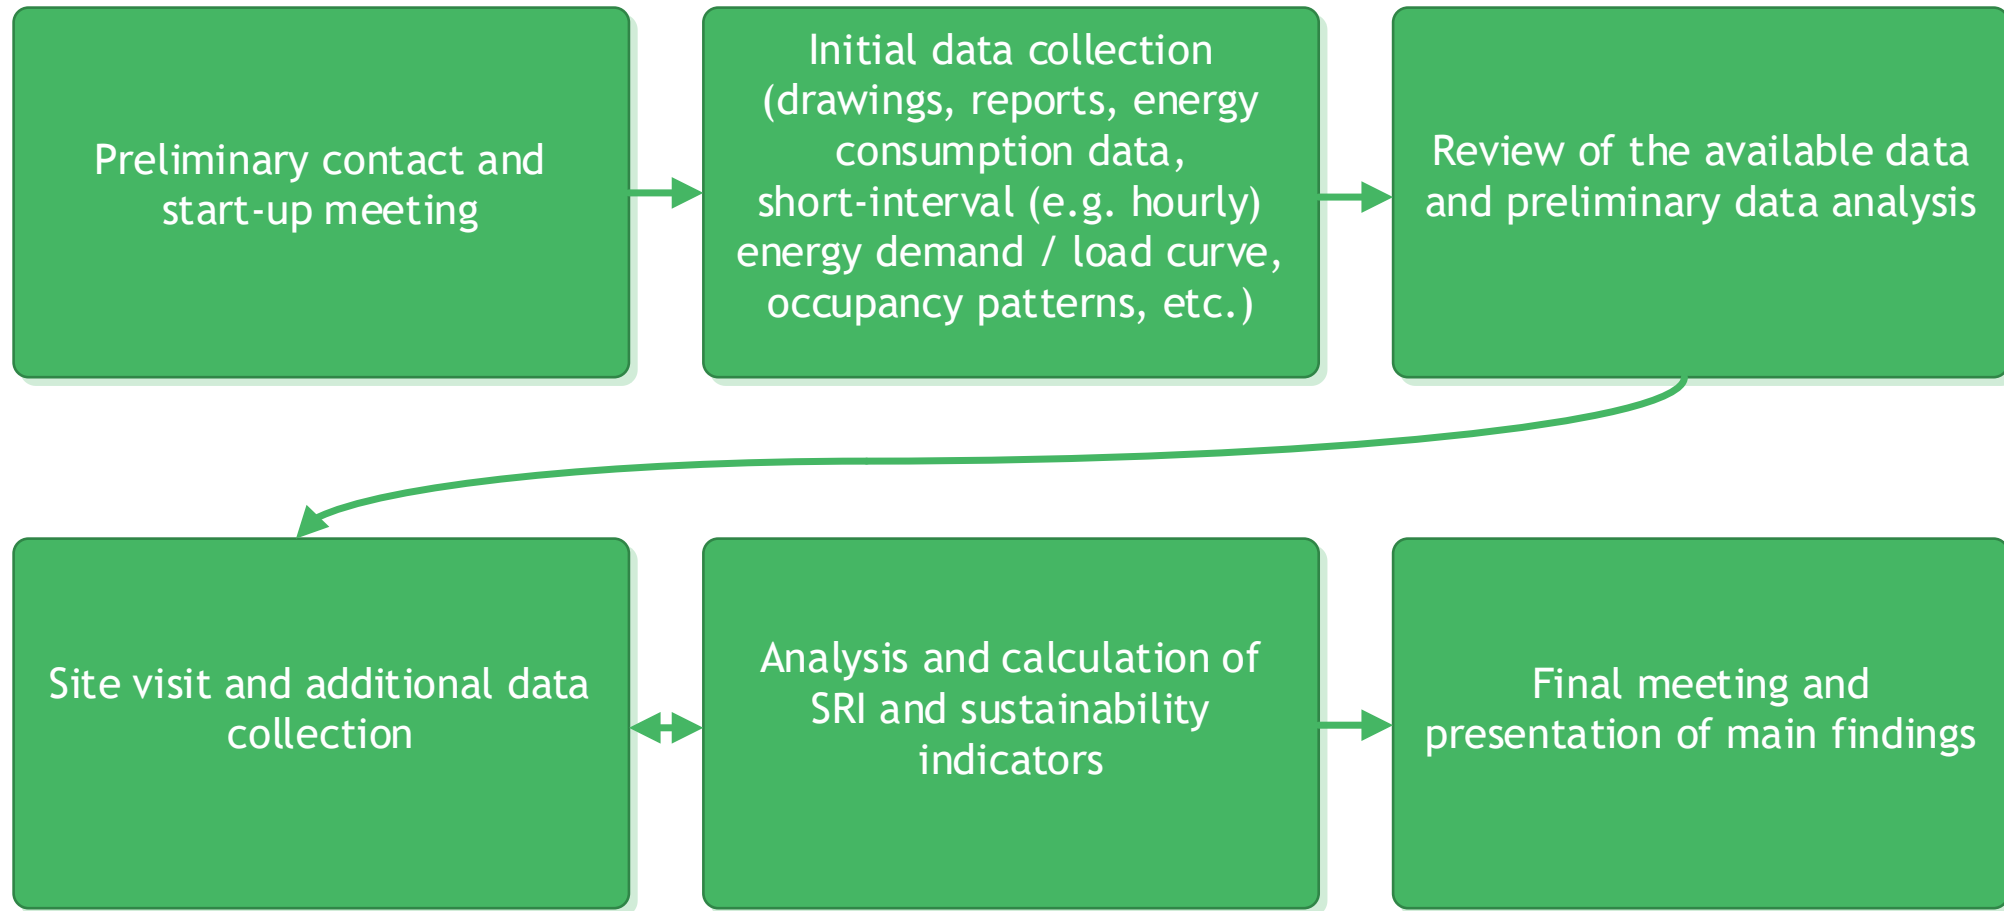 Preliminary contact and
start-up meeting
Initial data collection
(drawings, reports, energy
consumption data,
short-interval (e.g. hourly)
energy demand / load curve,
occupancy patterns, etc.)
Review of the available data
and preliminary data analysis
Site visit and additional data
collection
Analysis and calculation of
SRI and sustainability
indicators
Final meeting and
presentation of main findings